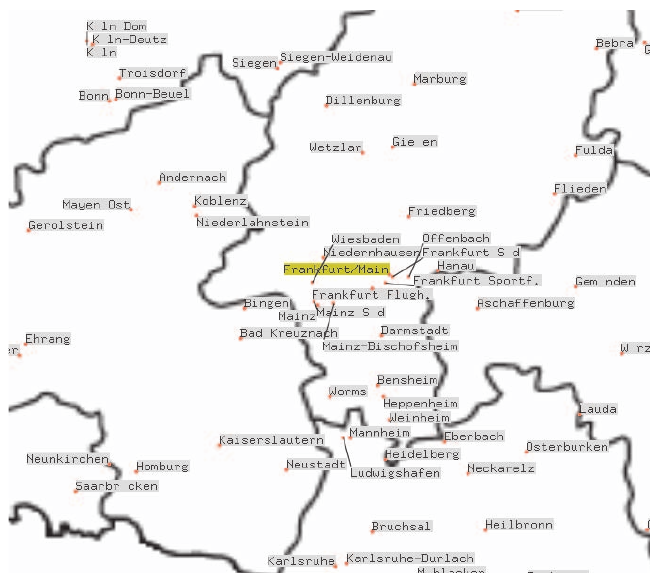 K ln Dom
K ln-Deutz
K ln
Bebra
Siegen-Weidenau
Siegen
Troisdorf
Marburg
Bonn
Bonn-Beuel
Dillenburg
Wetzlar
Gie en
Fulda
Andernach
Flieden
Mayen Ost
Koblenz
Friedberg
Gerolstein
Niederlahnstein
Wiesbaden
Offenbach
Niedernhausen
Frankfurt S d
Frankfurt/Main
Hanau
Frankfurt Sportf.
Gem nden
Frankfurt Flugh.
Bingen
Aschaffenburg
Mainz
Mainz S d
Bad Kreuznach
Darmstadt
Ehrang
Mainz-Bischofsheim
er
W rz
Bensheim
Worms
Heppenheim
Lauda
Weinheim
Mannheim
Kaiserslautern
Eberbach
Osterburken
Heidelberg
Neunkirchen
Homburg
Neustadt
Ludwigshafen
Neckarelz
Saarbr cken
Bruchsal
Heilbronn
Karlsruhe
Karlsruhe-Durlach